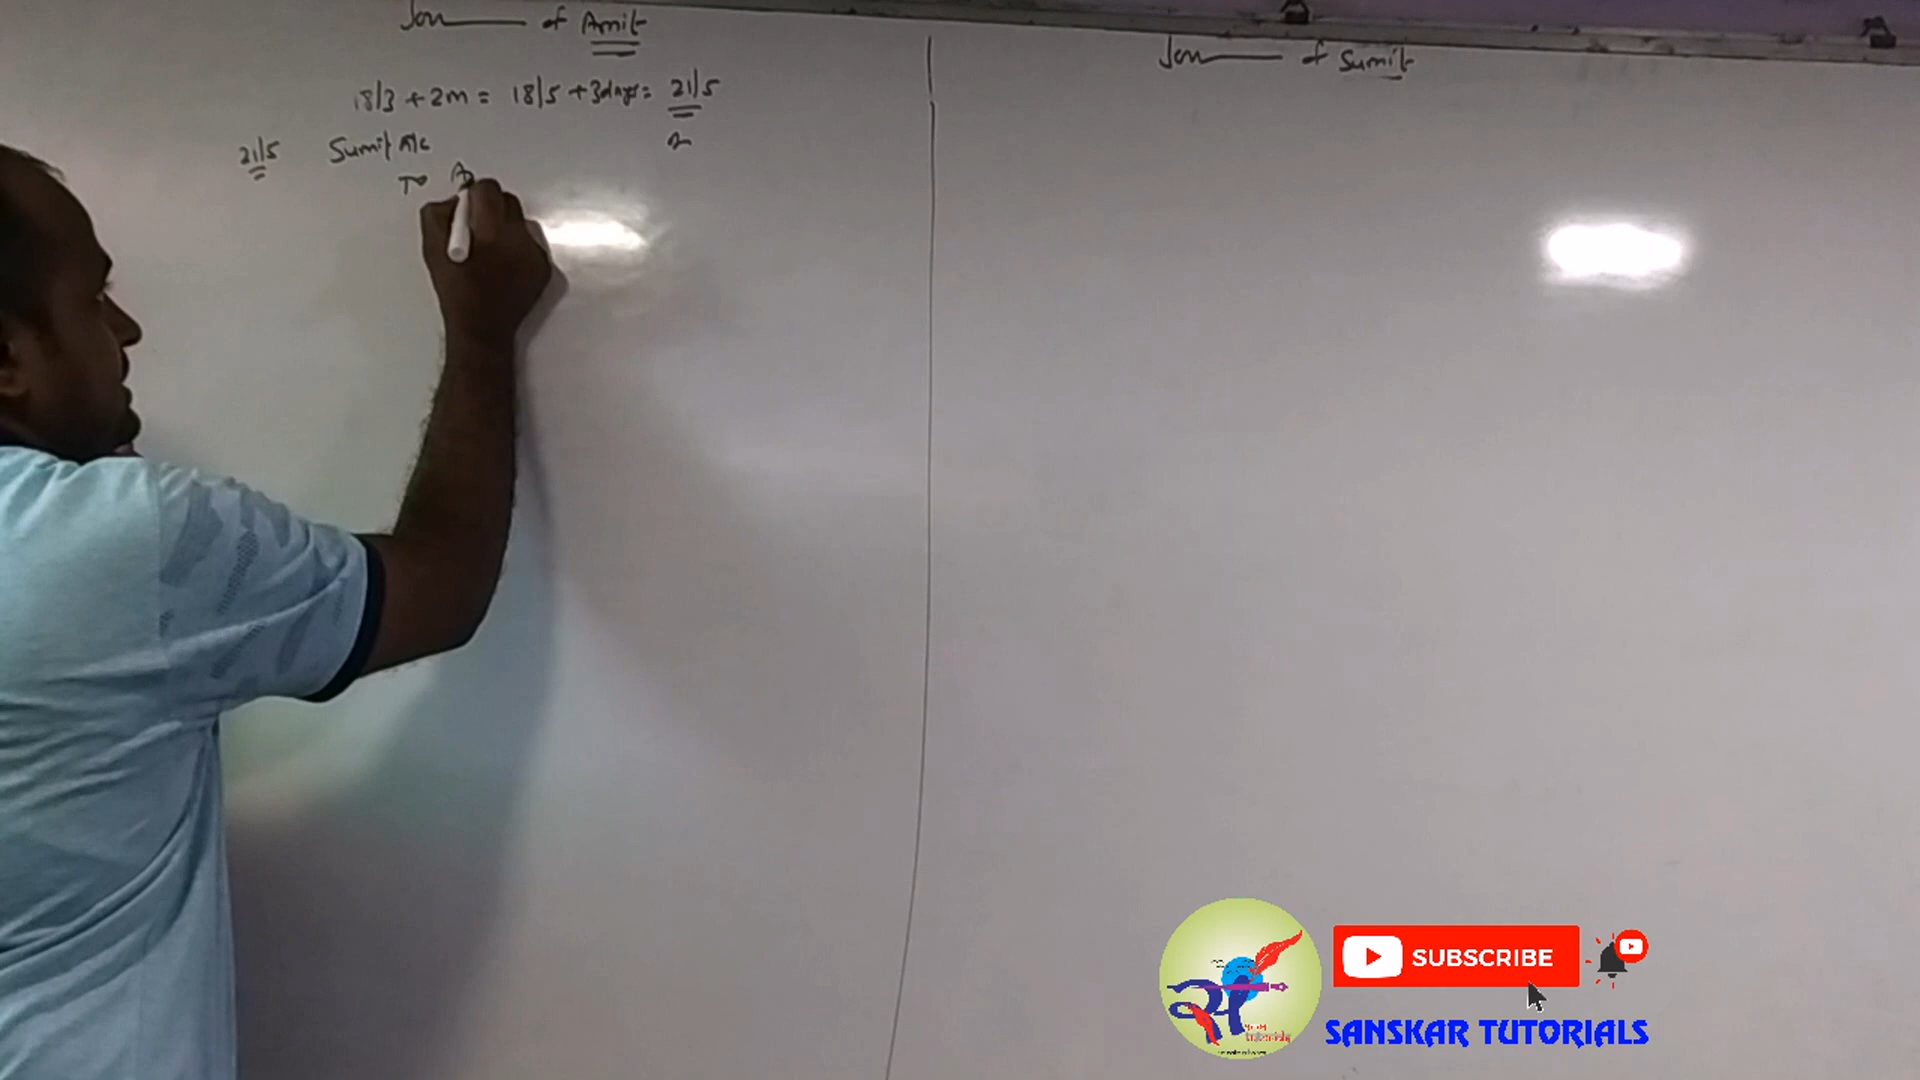 Jou—— of Amit
18/3 + 2m = 18/5 + 3days = 21/5
21/5 Sumit A/c
To
Jou—— of Sumit
SUBSCRIBE
SANSKAR TUTORIALS